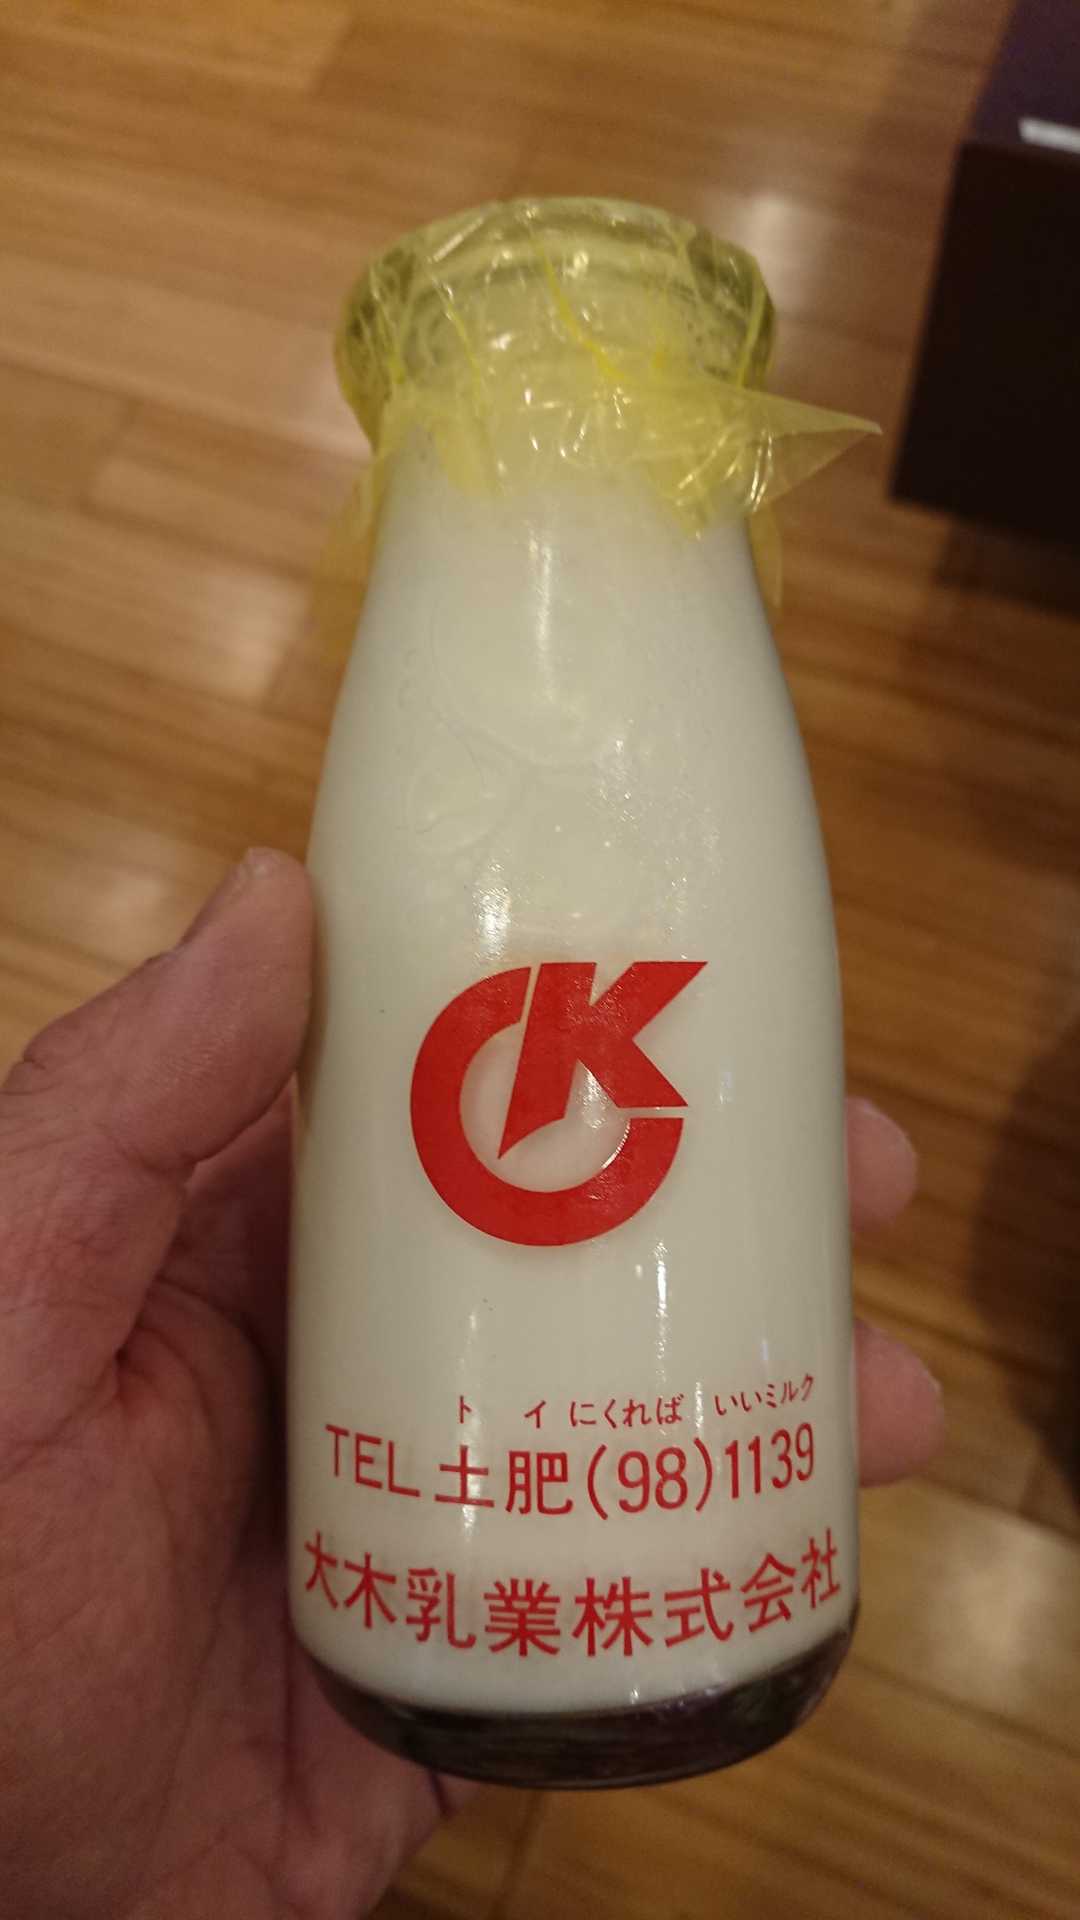 CK
ト イ にくれば いいミルク
TEL 土肥(98)1139
大木乳業株式会社